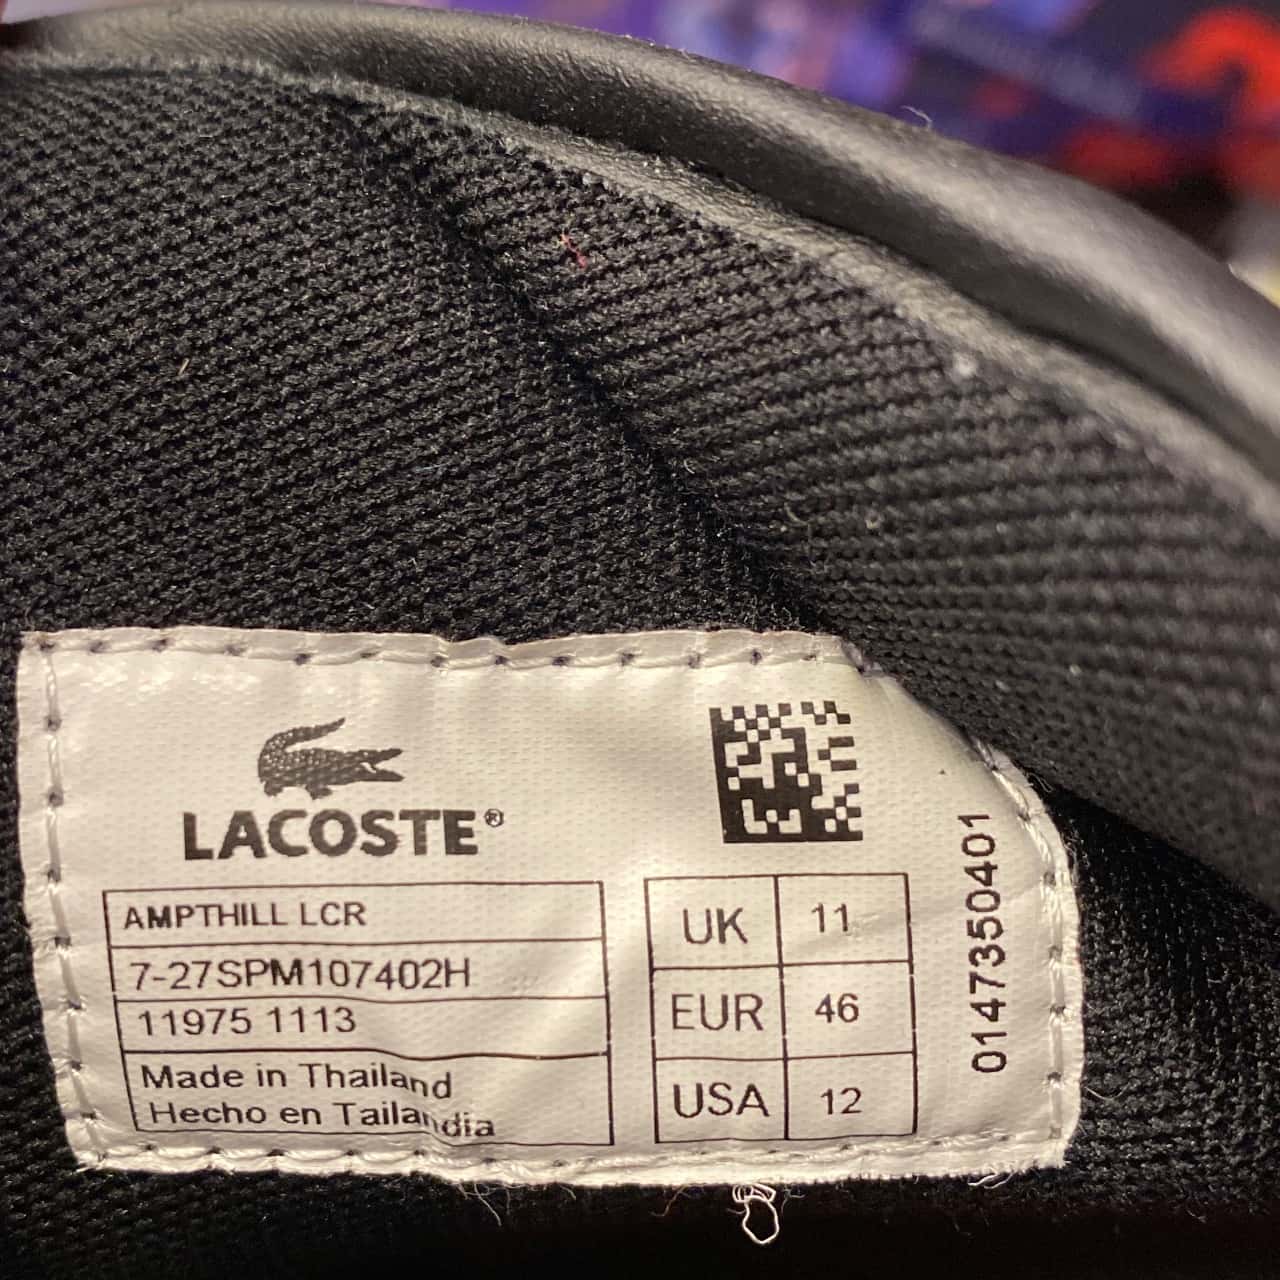 LACOSTE®
AMPTHILL LCR
7-27SPM107402H
11975 1113
Made in Thailand
Hecho en Tailandia
UK 11
EUR 46
USA 12
0147350401